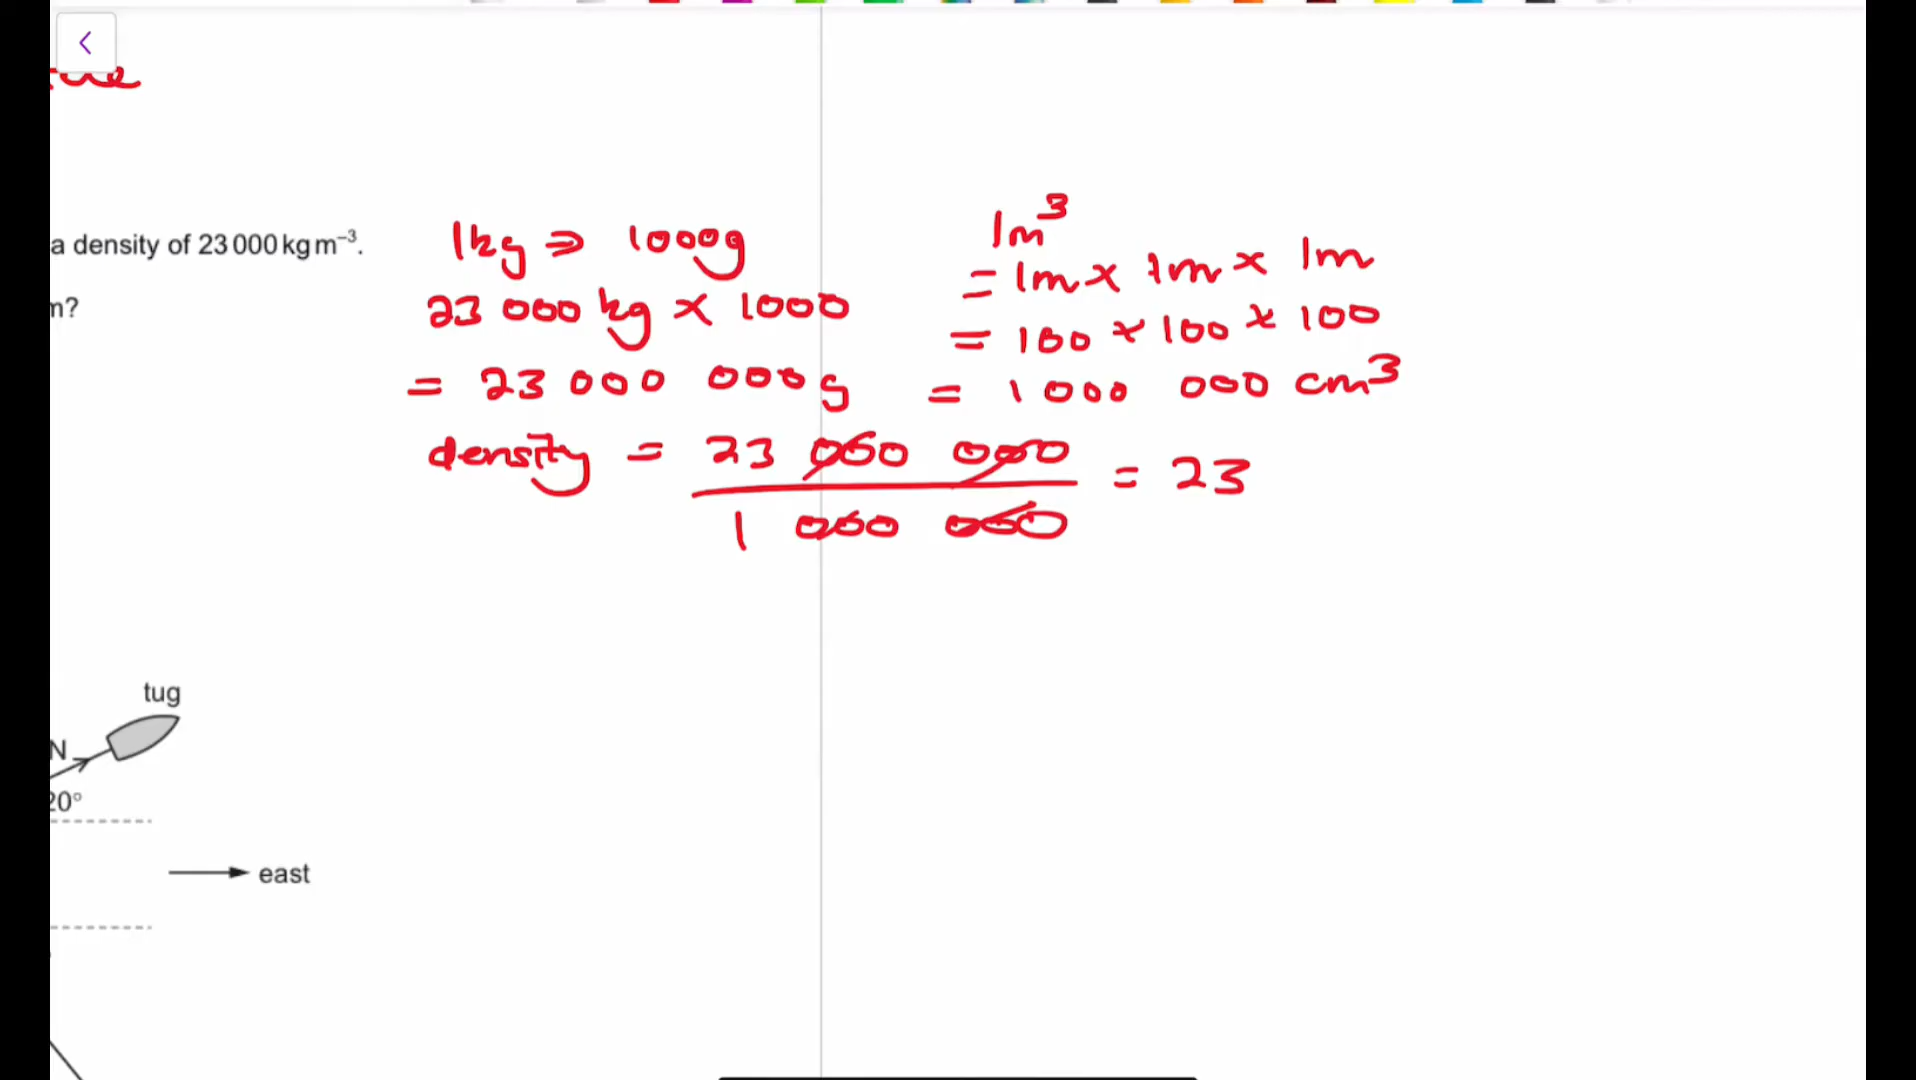 a density of 23 000 kg m⁻³.
m?
1kg ⇒ 1000g
23 000 kg × 1000
= 23 000 000g
1m³
= 1m × 1m × 1m
= 100 × 100 × 100
= 1 000 000 cm³
density = 23 000 000 / 1 000 000 = 23
tug
N
20°
east